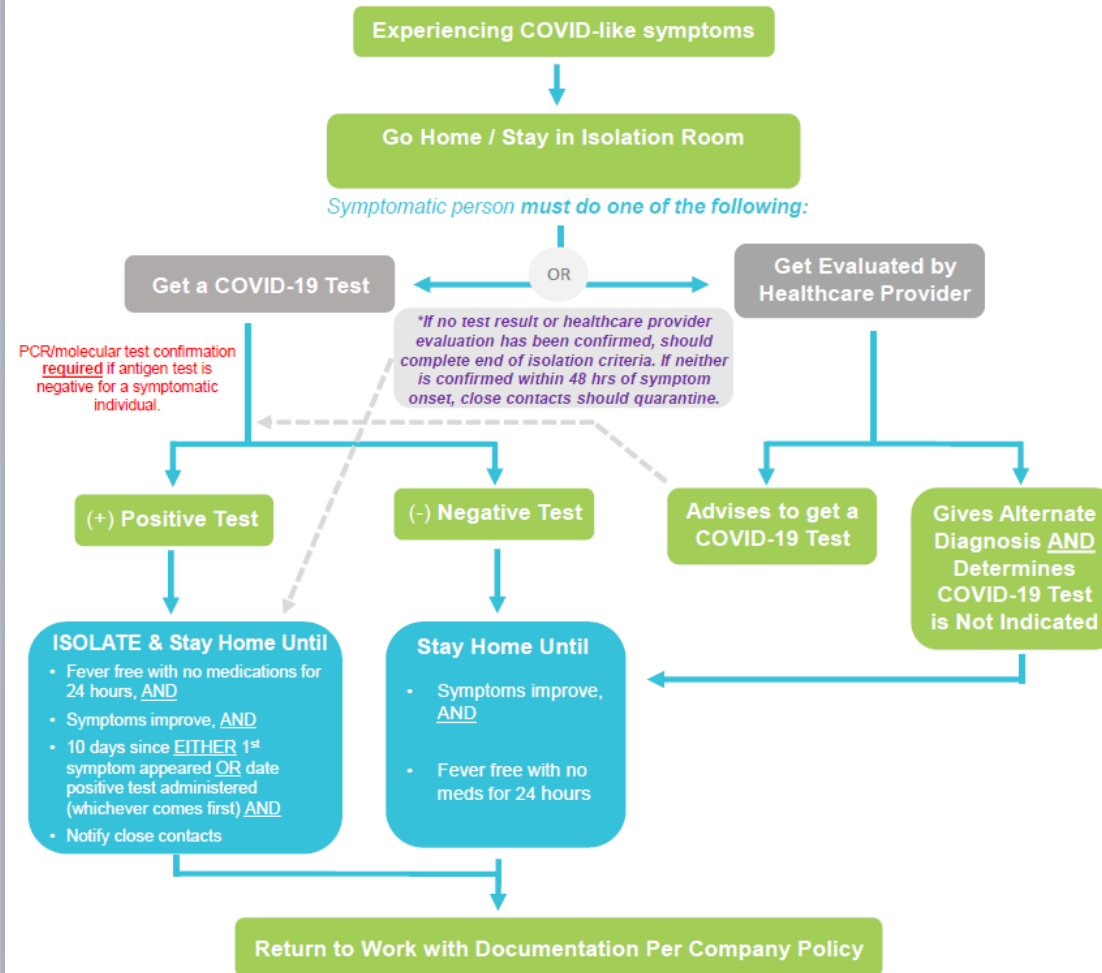 Experiencing COVID-like symptoms
Go Home / Stay in Isolation Room
Symptomatic person must do one of the following:
Get a COVID-19 Test
OR
Get Evaluated by
Healthcare Provider
*If no test result or healthcare provider
evaluation has been confirmed, should
complete end of isolation criteria. If neither
is confirmed within 48 hrs of symptom
onset, close contacts should quarantine.
PCR/molecular test confirmation
required if antigen test is
negative for a symptomatic
individual.
(+) Positive Test
(-) Negative Test
Advises to get a
COVID-19 Test
Gives Alternate
Diagnosis AND
Determines
COVID-19 Test
is Not Indicated
ISOLATE & Stay Home Until
• Fever free with no medications for
24 hours, AND
• Symptoms improve, AND
• 10 days since EITHER 1st
symptom appeared OR date
positive test administered
(whichever comes first) AND
• Notify close contacts
Stay Home Until
• Symptoms improve,
AND
• Fever free with no
meds for 24 hours
Return to Work with Documentation Per Company Policy